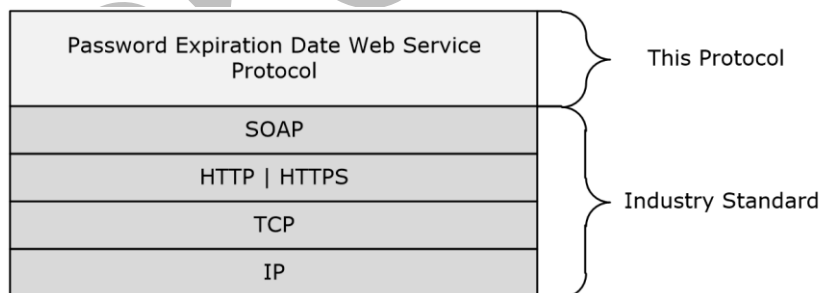 Password Expiration Date Web Service
Protocol
This Protocol
SOAP
HTTP | HTTPS
TCP
IP
Industry Standard